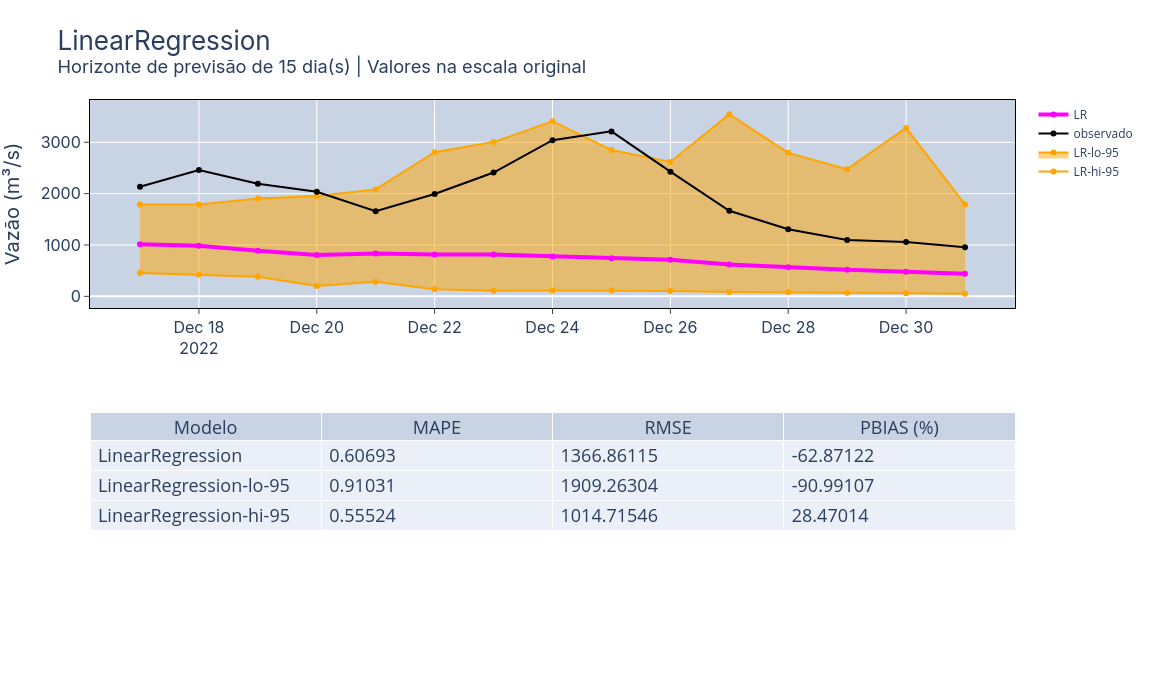 LinearRegression
Horizonte de previsão de 15 dia(s) | Valores na escala original
Vazão (m³/s)
3000
2000
1000
0
Dec 18
2022
Dec 20
Dec 22
Dec 24
Dec 26
Dec 28
Dec 30
LR
observado
LR-lo-95
LR-hi-95
Modelo MAPE RMSE PBIAS (%)
LinearRegression 0.60693 1366.86115 -62.87122
LinearRegression-lo-95 0.91031 1909.26304 -90.99107
LinearRegression-hi-95 0.55524 1014.71546 28.47014